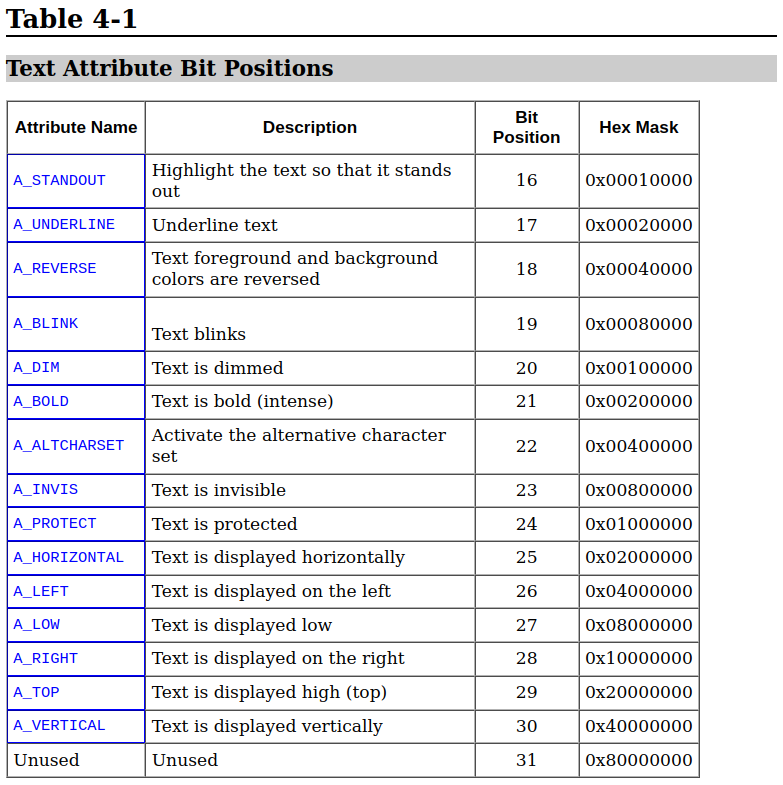 Table 4-1
Text Attribute Bit Positions
Attribute Name Description Bit Position Hex Mask
A_STANDOUT Highlight the text so that it stands out 16 0x00010000
A_UNDERLINE Underline text 17 0x00020000
A_REVERSE Text foreground and background colors are reversed 18 0x00040000
A_BLINK Text blinks 19 0x00080000
A_DIM Text is dimmed 20 0x00100000
A_BOLD Text is bold (intense) 21 0x00200000
A_ALTCHARSET Activate the alternative character set 22 0x00400000
A_INVIS Text is invisible 23 0x00800000
A_PROTECT Text is protected 24 0x01000000
A_HORIZONTAL Text is displayed horizontally 25 0x02000000
A_LEFT Text is displayed on the left 26 0x04000000
A_LOW Text is displayed low 27 0x08000000
A_RIGHT Text is displayed on the right 28 0x10000000
A_TOP Text is displayed high (top) 29 0x20000000
A_VERTICAL Text is displayed vertically 30 0x40000000
Unused Unused 31 0x80000000